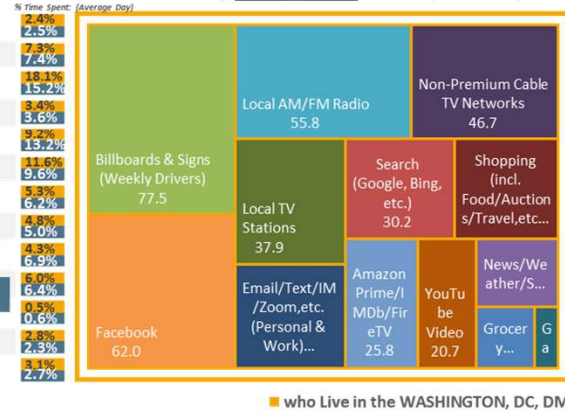 % Time Spent: (Average Day)
2.4%
2.5%
7.3%
7.4%
18.1%
15.2%
3.4%
3.6%
9.2%
13.2%
11.6%
9.6%
5.3%
6.2%
4.8%
5.0%
4.3%
6.9%
6.0%
6.4%
0.5%
0.6%
2.8%
2.3%
3.1%
2.7%
Billboards & Signs
(Weekly Drivers)
77.5
Facebook
62.0
Local AM/FM Radio
55.8
Non-Premium Cable
TV Networks
46.7
Local TV
Stations
37.9
Search
(Google, Bing,
etc.)
30.2
Shopping
(incl.
Food/Auction
s/Travel,etc...
Email/Text/IM
/Zoom,etc.
(Personal &
Work)...
Amazon
Prime/I
MDb/Fir
eTV
25.8
YouTu
be
Video
20.7
News/We
ather/S...
Grocer
y...
G
a
who Live in the WASHINGTON, DC, DM